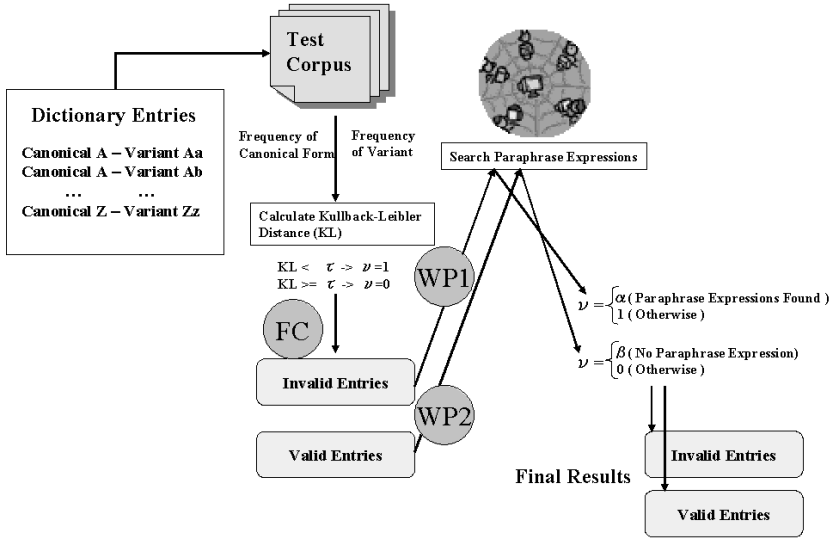 Test
Corpus
Dictionary Entries
Canonical A – Variant Aa
Canonical A – Variant Ab
... ...
Canonical Z – Variant Zz
Frequency of
Canonical Form
Frequency
of Variant
Search Paraphrase Expressions
Calculate Kullback-Leibler
Distance (KL)
KL < τ -> ν=1
KL >= τ -> ν=0
WP1
FC
ν = { α ( Paraphrase Expressions Found )
1 ( Otherwise )
ν = { β ( No Paraphrase Expression)
0 ( Otherwise )
Invalid Entries
WP2
Valid Entries
Final Results
Invalid Entries
Valid Entries